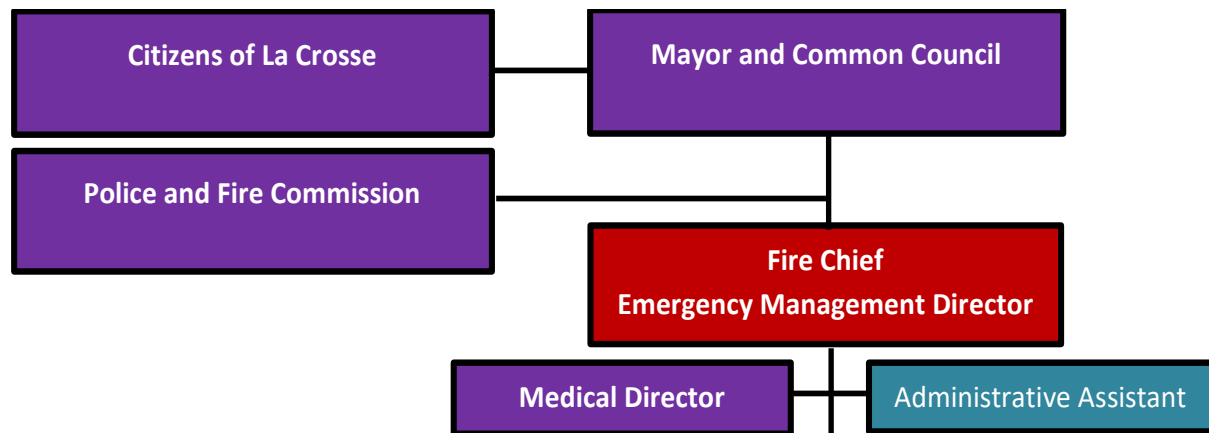 Citizens of La Crosse
Mayor and Common Council
Police and Fire Commission
Fire Chief
Emergency Management Director
Medical Director
Administrative Assistant